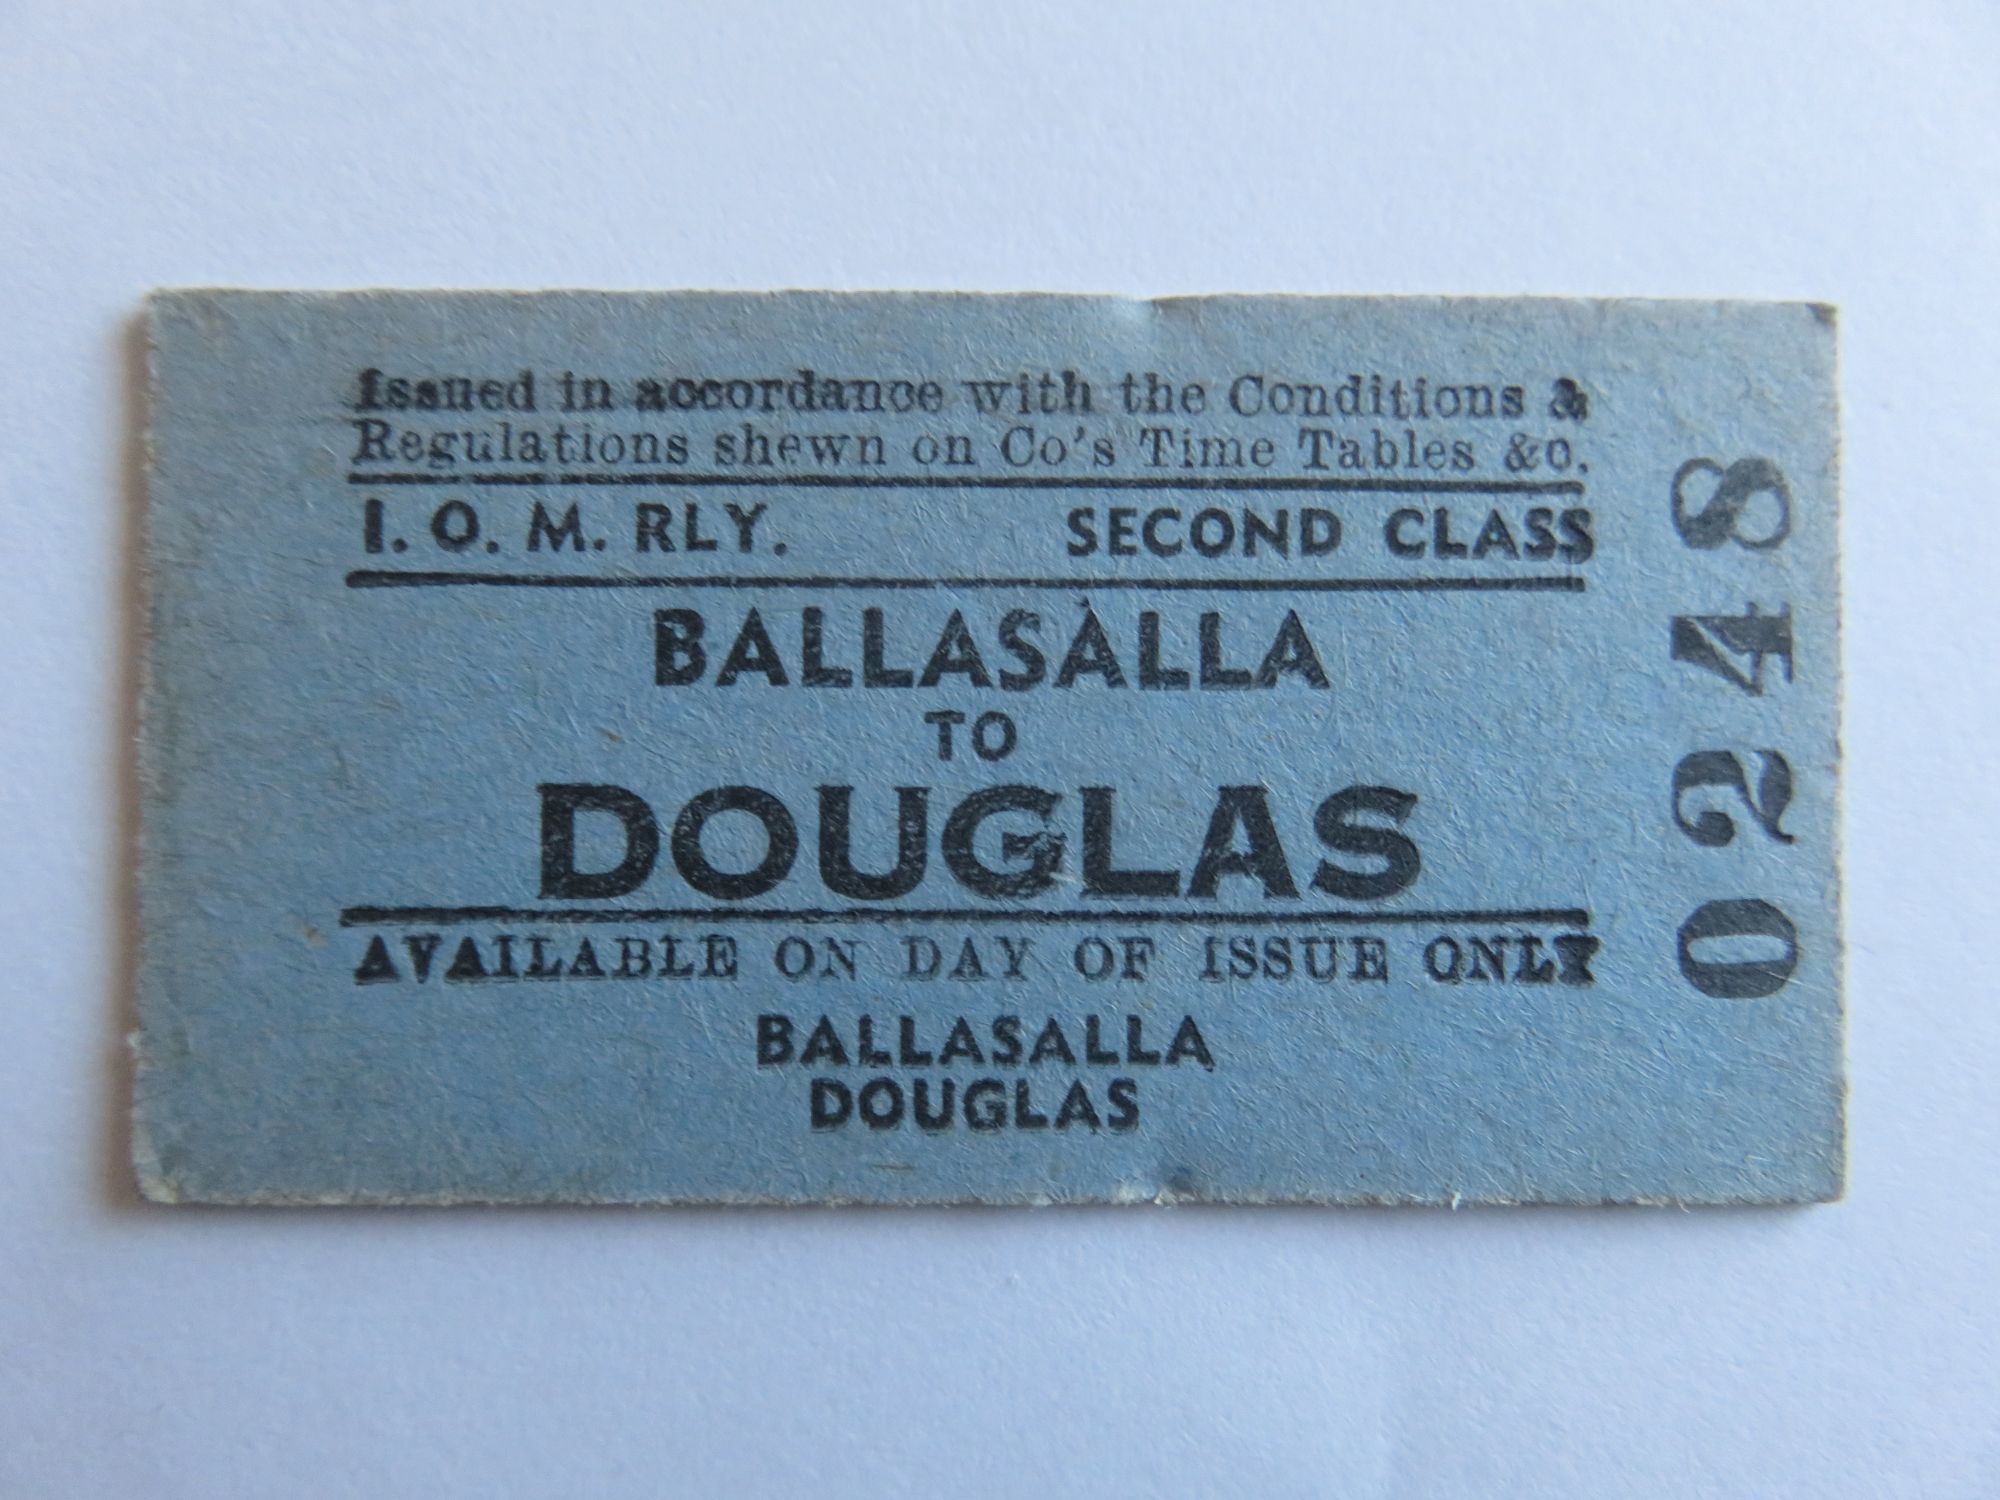 Issued in accordance with the Conditions &
Regulations shewn on Co's Time Tables &c.
I. O. M. RLY. SECOND CLASS
BALLASALLA
TO
DOUGLAS
AVAILABLE ON DAY OF ISSUE ONLY
BALLASALLA
DOUGLAS
0248